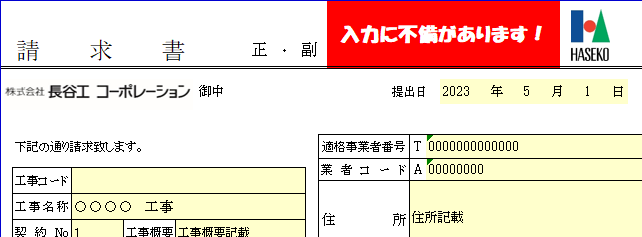 請 求 書 正 ・ 副
入力に不備があります！
HASEKO
株式会社 長谷工 コーポレーション 御中
提出日 2023 年 5 月 1 日
下記の通り請求致します。
適格事業者番号 T 0000000000000
業者コード A 00000000
工事コード
工事名称 〇〇〇〇 工事
住 所 住所記載
契約No 1 工事概要 工事概要記載